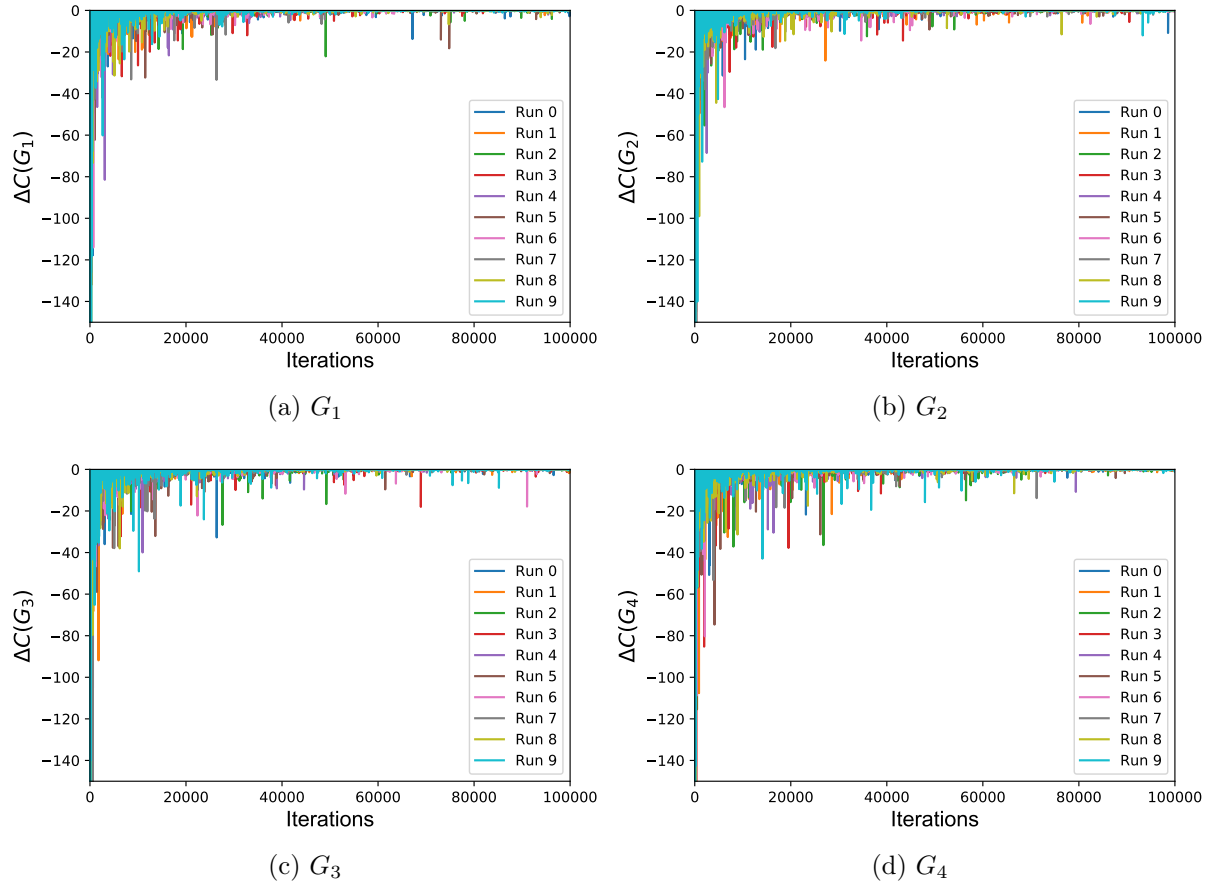 0
−20
−40
−60
−80
−100
−120
−140
ΔC(G₁)
Run 0
Run 1
Run 2
Run 3
Run 4
Run 5
Run 6
Run 7
Run 8
Run 9
0 20000 40000 60000 80000 100000
Iterations
(a) G₁
0
−20
−40
−60
−80
−100
−120
−140
ΔC(G₂)
Run 0
Run 1
Run 2
Run 3
Run 4
Run 5
Run 6
Run 7
Run 8
Run 9
0 20000 40000 60000 80000 100000
Iterations
(b) G₂
0
−20
−40
−60
−80
−100
−120
−140
ΔC(G₃)
Run 0
Run 1
Run 2
Run 3
Run 4
Run 5
Run 6
Run 7
Run 8
Run 9
0 20000 40000 60000 80000 100000
Iterations
(c) G₃
0
−20
−40
−60
−80
−100
−120
−140
ΔC(G₄)
Run 0
Run 1
Run 2
Run 3
Run 4
Run 5
Run 6
Run 7
Run 8
Run 9
0 20000 40000 60000 80000 100000
Iterations
(d) G₄